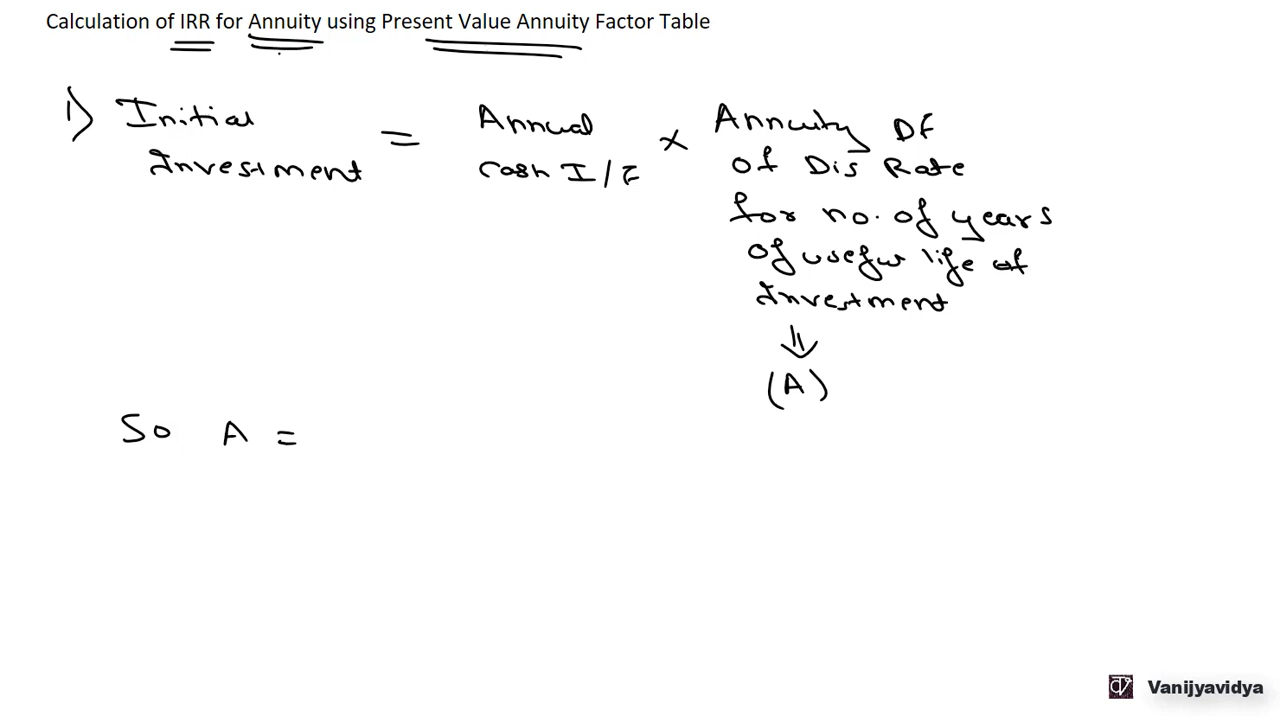 Calculation of IRR for Annuity using Present Value Annuity Factor Table
1) Initial Investment = Annual Cash I/F × Annuity DF
of Dis Rate
for no. of years
of useful life of
Investment
(A)
So A =
Vanijyavidya